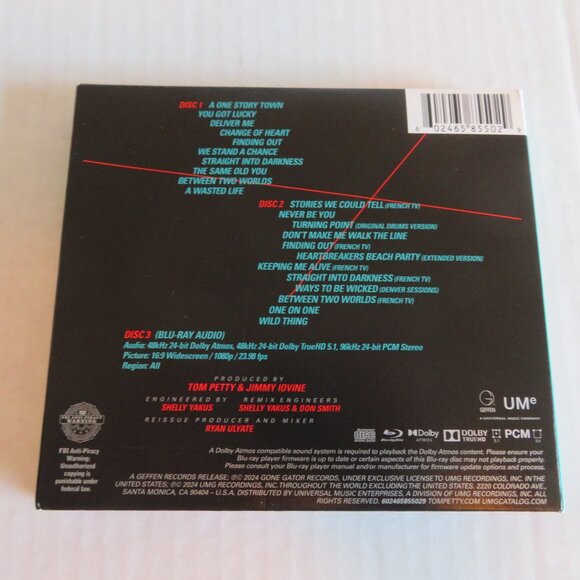 DISC 1 A ONE STORY TOWN
YOU GOT LUCKY
DELIVER ME
CHANGE OF HEART
FINDING OUT
WE STAND A CHANCE
STRAIGHT INTO DARKNESS
THE SAME OLD YOU
BETWEEN TWO WORLDS
A WASTED LIFE
6 02465 85502 9
DISC 2 STORIES WE COULD TELL (FRENCH TV)
NEVER BE YOU
TURNING POINT (ORIGINAL DRUMS VERSION)
DON'T MAKE ME WALK THE LINE
FINDING OUT (FRENCH TV)
HEARTBREAKERS BEACH PARTY (EXTENDED VERSION)
KEEPING ME ALIVE (FRENCH TV)
STRAIGHT INTO DARKNESS (FRENCH TV)
WAYS TO BE WICKED (DENVER SESSIONS)
BETWEEN TWO WORLDS (FRENCH TV)
ONE ON ONE
WILD THING
DISC 3 (BLU-RAY AUDIO)
Audio: 48kHz 24-bit Dolby Atmos, 48kHz 24-bit Dolby TrueHD 5.1, 96kHz 24-bit PCM Stereo
Picture: 16:9 Widescreen / 1080p / 23.98 fps
Region: All
PRODUCED BY
TOM PETTY & JIMMY IOVINE
ENGINEERED BY REMIX ENGINEERS
SHELLY YAKUS SHELLY YAKUS & DON SMITH
REISSUE PRODUCER AND MIXER
RYAN ULYATE
GEFFEN
UMe
A UNIVERSAL MUSIC COMPANY
FBI ANTI-PIRACY
WARNING
FBI Anti-Piracy
Warning:
Unauthorized
copying is
punishable under
federal law.
Blu-ray Dolby ATMOS DOLBY TRUEHD 5.1 PCM 2.0
A Dolby Atmos compatible sound system is required to playback the Dolby Atmos content. Please ensure your
Blu-ray player firmware is up to date or certain aspects of this Blu-ray disc may not playback.
Please consult your Blu-ray manual and/or manufacturer for firmware update options and process.
A GEFFEN RECORDS RELEASE; ℗© 2024 GONE GATOR RECORDS, UNDER EXCLUSIVE LICENSE TO UMG RECORDINGS, INC. IN THE
UNITED STATES; ℗© 2024 UMG RECORDINGS, INC. THROUGHOUT THE WORLD EXCLUDING THE UNITED STATES. 2220 COLORADO AVE.,
SANTA MONICA, CA 90404 – U.S.A. DISTRIBUTED BY UNIVERSAL MUSIC ENTERPRISES, A DIVISION OF UMG RECORDINGS, INC. ALL
RIGHTS RESERVED. 602465855029 TOMPETTY.COM UMGCATALOG.COM